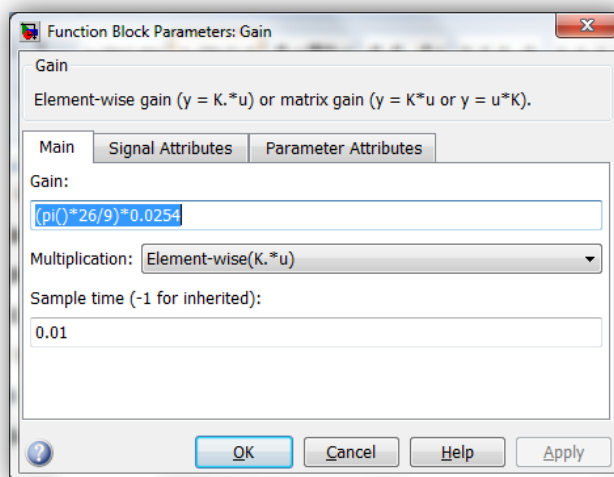 Function Block Parameters: Gain
Gain
Element-wise gain (y = K.*u) or matrix gain (y = K*u or y = u*K).
Main Signal Attributes Parameter Attributes
Gain:
(pi()*26/9)*0.0254
Multiplication: Element-wise(K.*u)
Sample time (-1 for inherited):
0.01
OK Cancel Help Apply